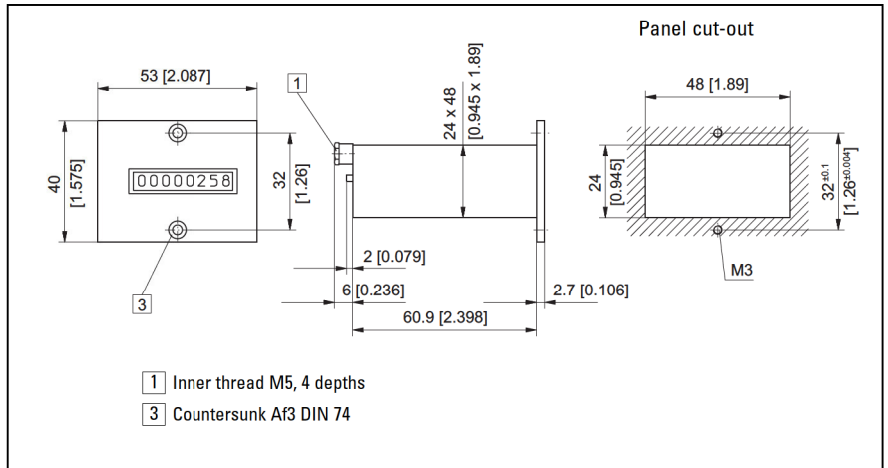 Panel cut-out
53 [2.087]
1
24 x 48
[0.945 x 1.89]
48 [1.89]
40
[1.575]
00000258
32
[1.26]
24
[0.945]
32±0.1
[1.26±0.004]
2 [0.079]
M3
3
6 [0.236]
2.7 [0.106]
60.9 [2.398]
1 Inner thread M5, 4 depths
3 Countersunk Af3 DIN 74